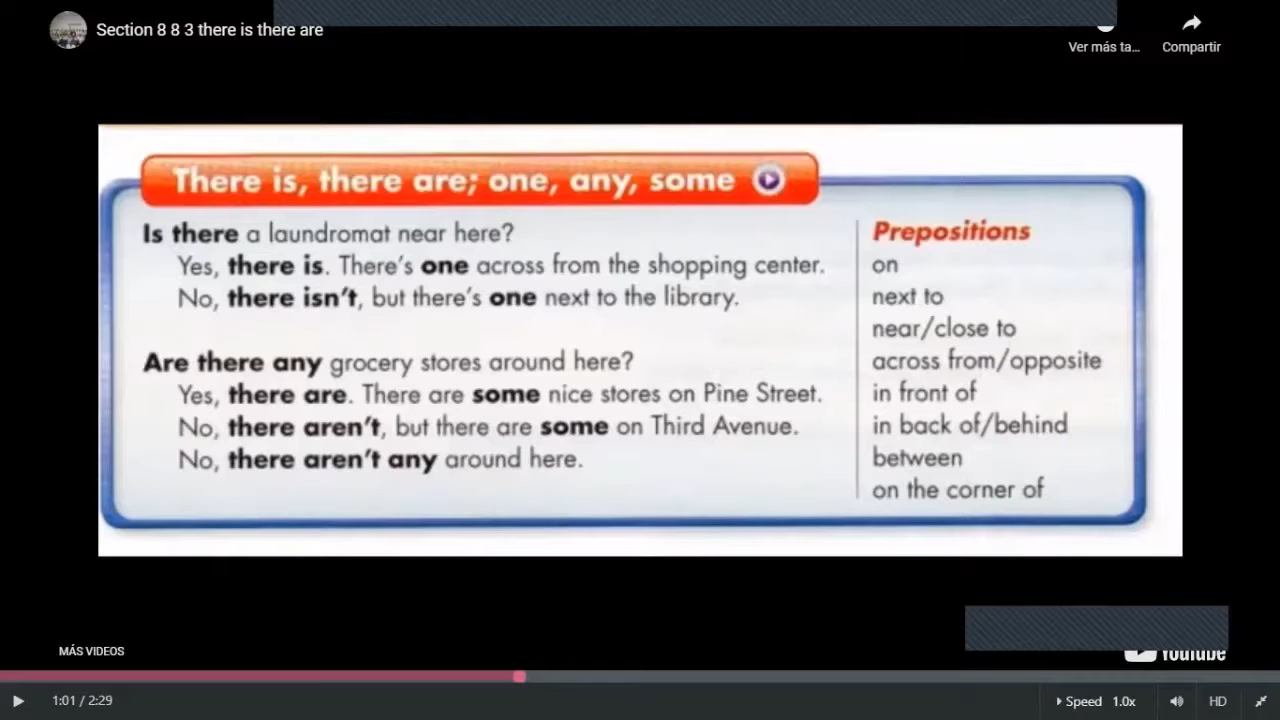 Section 8 8 3 there is there are
Ver más ta...
Compartir
There is, there are; one, any, some
Is there a laundromat near here?
Yes, there is. There's one across from the shopping center.
No, there isn't, but there's one next to the library.
Are there any grocery stores around here?
Yes, there are. There are some nice stores on Pine Street.
No, there aren't, but there are some on Third Avenue.
No, there aren't any around here.
Prepositions
on
next to
near/close to
across from/opposite
in front of
in back of/behind
between
on the corner of
MÁS VIDEOS
YouTube
1:01 / 2:29
Speed 1.0x
HD